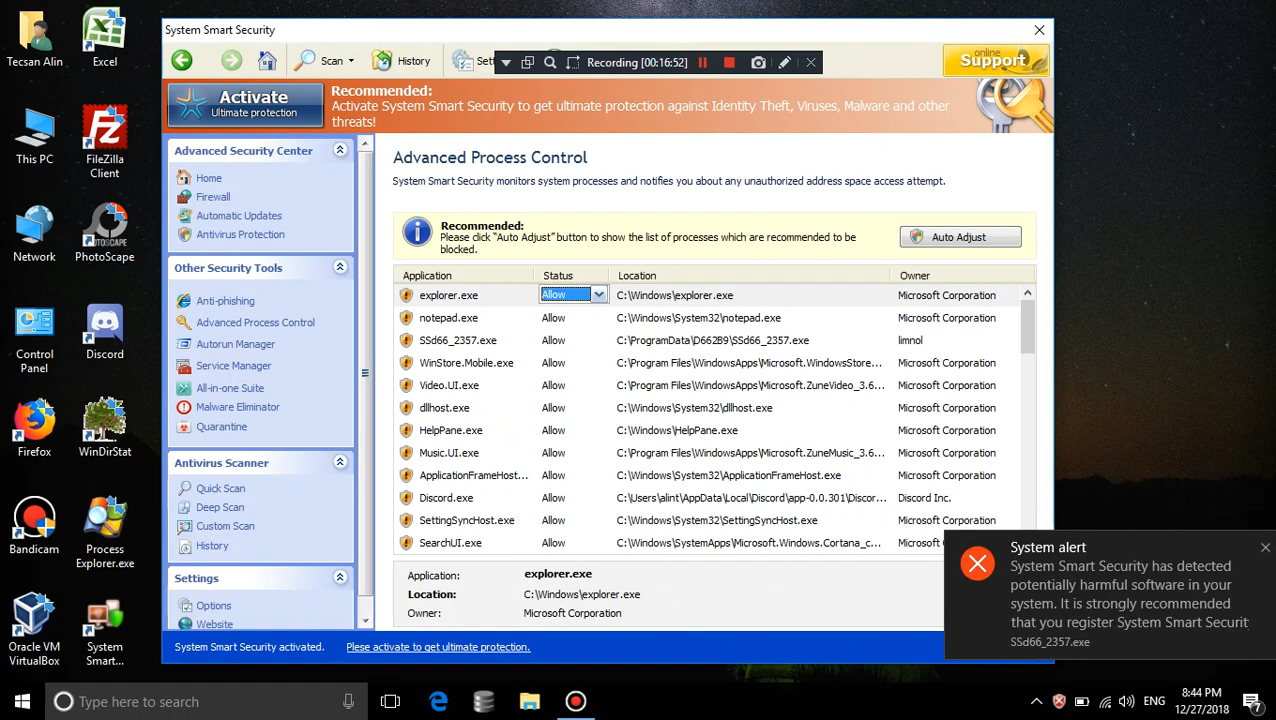 Tecsan Alin
Excel
This PC
FileZilla
Client
Network
PhotoScape
Control
Panel
Discord
Firefox
WinDirStat
Bandicam
Process
Explorer.exe
Oracle VM
VirtualBox
System
Smart...
System Smart Security
Scan
History
Sett
Recording [00:16:52]
online
Support
Activate
Ultimate protection
Recommended:
Activate System Smart Security to get ultimate protection against Identity Theft, Viruses, Malware and other
threats!
Advanced Security Center
Home
Firewall
Automatic Updates
Antivirus Protection
Other Security Tools
Anti-phishing
Advanced Process Control
Autorun Manager
Service Manager
All-in-one Suite
Malware Eliminator
Quarantine
Antivirus Scanner
Quick Scan
Deep Scan
Custom Scan
History
Settings
Options
Website
Advanced Process Control
System Smart Security monitors system processes and notifies you about any unauthorized address space access attempt.
Recommended:
Please click "Auto Adjust" button to show the list of processes which are recommended to be
blocked.
Auto Adjust
Application Status Location Owner
explorer.exe Allow C:\Windows\explorer.exe Microsoft Corporation
notepad.exe Allow C:\Windows\System32\notepad.exe Microsoft Corporation
SSd66_2357.exe Allow C:\ProgramData\D662B9\SSd66_2357.exe limnol
WinStore.Mobile.exe Allow C:\Program Files\WindowsApps\Microsoft.WindowsStore... Microsoft Corporation
Video.UI.exe Allow C:\Program Files\WindowsApps\Microsoft.ZuneVideo_3.6... Microsoft Corporation
dllhost.exe Allow C:\Windows\System32\dllhost.exe Microsoft Corporation
HelpPane.exe Allow C:\Windows\HelpPane.exe Microsoft Corporation
Music.UI.exe Allow C:\Program Files\WindowsApps\Microsoft.ZuneMusic_3.6... Microsoft Corporation
ApplicationFrameHost... Allow C:\Windows\System32\ApplicationFrameHost.exe Microsoft Corporation
Discord.exe Allow C:\Users\alint\AppData\Local\Discord\app-0.0.301\Discor... Discord Inc.
SettingSyncHost.exe Allow C:\Windows\System32\SettingSyncHost.exe Microsoft Corporation
SearchUI.exe Allow C:\Windows\SystemApps\Microsoft.Windows.Cortana_c... Microsoft
Application: explorer.exe
Location: C:\Windows\explorer.exe
Owner: Microsoft Corporation
System Smart Security activated. Plese activate to get ultimate protection.
System alert
System Smart Security has detected
potentially harmful software in your
system. It is strongly recommended
that you register System Smart Securit
SSd66_2357.exe
Type here to search
ENG
8:44 PM
12/27/2018
7